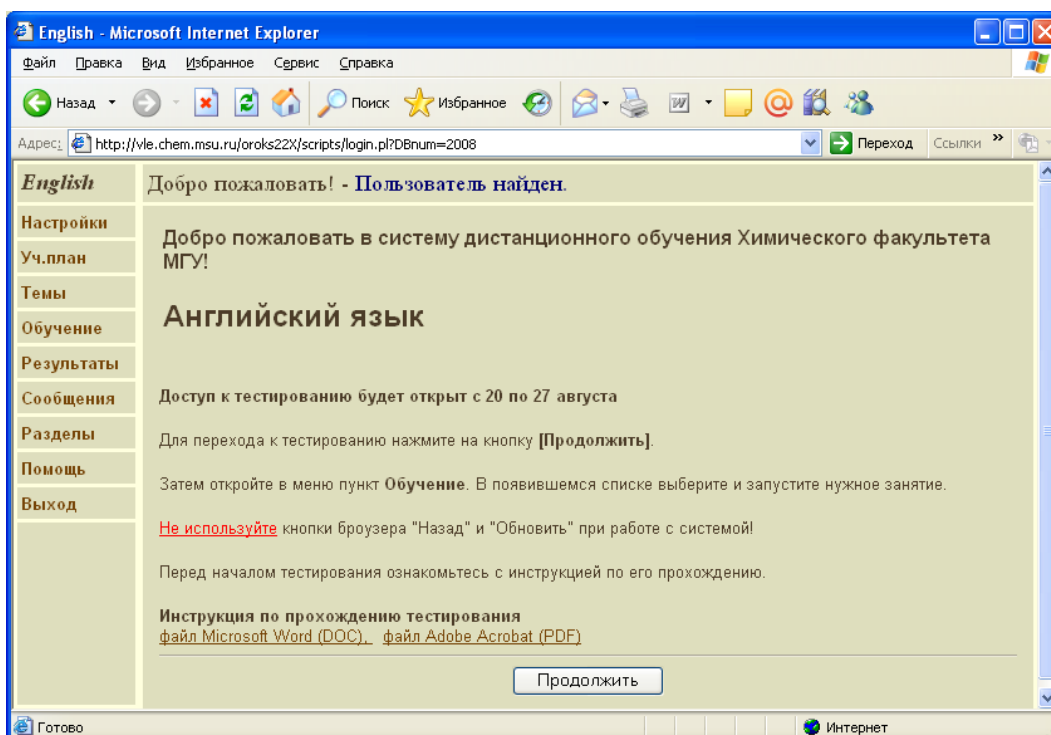 English - Microsoft Internet Explorer
Файл Правка Вид Избранное Сервис Справка
Назад Поиск Избранное
Адрес: http://vle.chem.msu.ru/oroks22X/scripts/login.pl?DBnum=2008 Переход Ссылки »
English
Добро пожаловать! - Пользователь найден.
Настройки
Уч.план
Темы
Обучение
Результаты
Сообщения
Разделы
Помощь
Выход
Добро пожаловать в систему дистанционного обучения Химического факультета
МГУ!
Английский язык
Доступ к тестированию будет открыт с 20 по 27 августа
Для перехода к тестированию нажмите на кнопку [Продолжить].
Затем откройте в меню пункт Обучение. В появившемся списке выберите и запустите нужное занятие.
Не используйте кнопки броузера "Назад" и "Обновить" при работе с системой!
Перед началом тестирования ознакомьтесь с инструкцией по его прохождению.
Инструкция по прохождению тестирования
файл Microsoft Word (DOC), файл Adobe Acrobat (PDF)
Продолжить
Готово Интернет